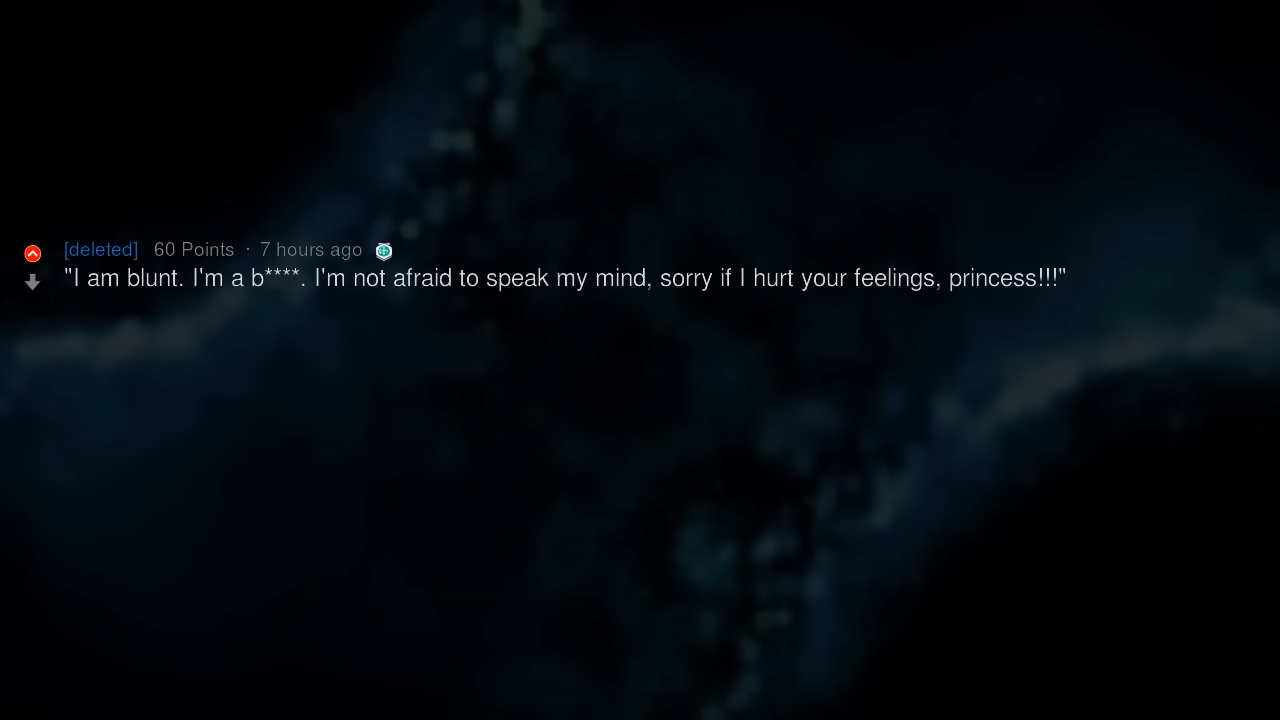 [deleted] 60 Points · 7 hours ago
"I am blunt. I'm a b****. I'm not afraid to speak my mind, sorry if I hurt your feelings, princess!!!"